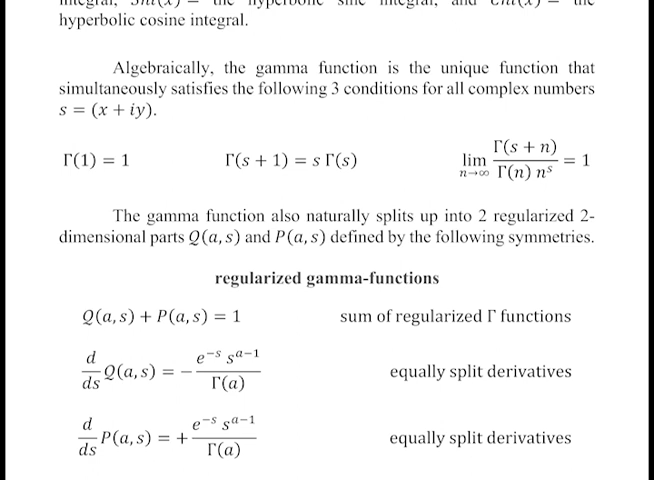 hyperbolic cosine integral.
Algebraically, the gamma function is the unique function that
simultaneously satisfies the following 3 conditions for all complex numbers
s = (x + iy).
Γ(1) = 1    Γ(s + 1) = s Γ(s)    lim_{n→∞} Γ(s + n) / (Γ(n) n^s) = 1
The gamma function also naturally splits up into 2 regularized 2-
dimensional parts Q(a, s) and P(a, s) defined by the following symmetries.
regularized gamma-functions
Q(a, s) + P(a, s) = 1    sum of regularized Γ functions
d/ds Q(a, s) = − e^{−s} s^{a−1} / Γ(a)    equally split derivatives
d/ds P(a, s) = + e^{−s} s^{a−1} / Γ(a)    equally split derivatives